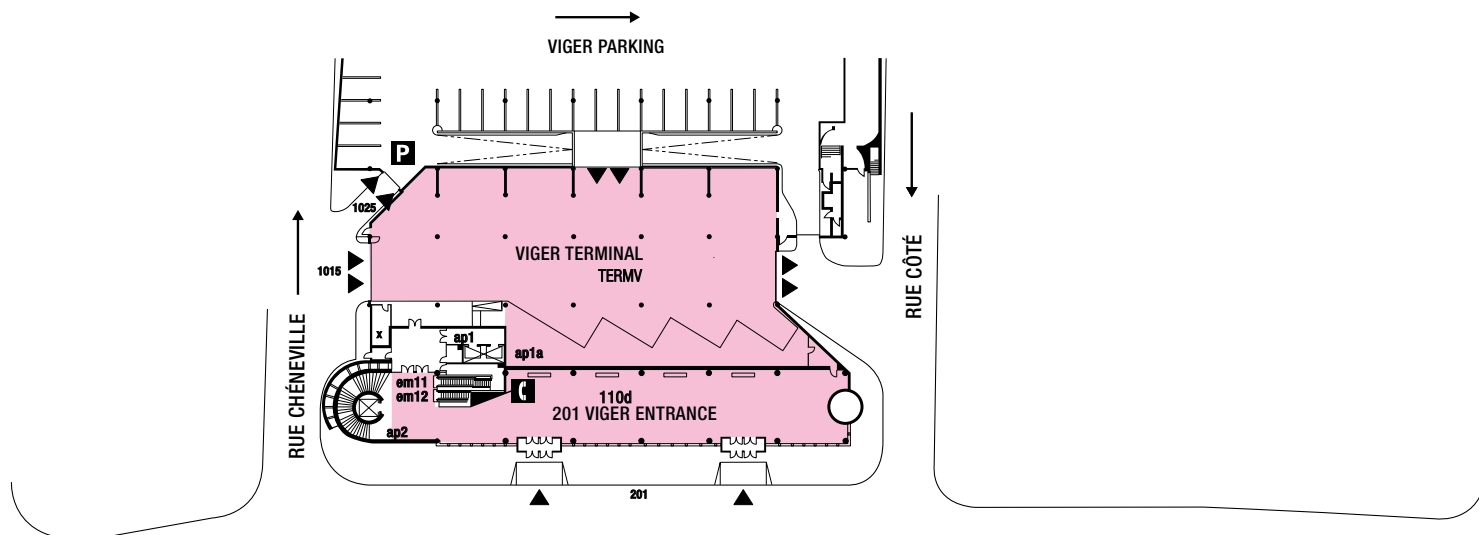 VIGER PARKING
P
1025
1015
VIGER TERMINAL
TERMV
RUE CHÉNEVILLE
RUE CÔTÉ
x
ap1
ap1a
em11
em12
110d
201 VIGER ENTRANCE
ap2
201